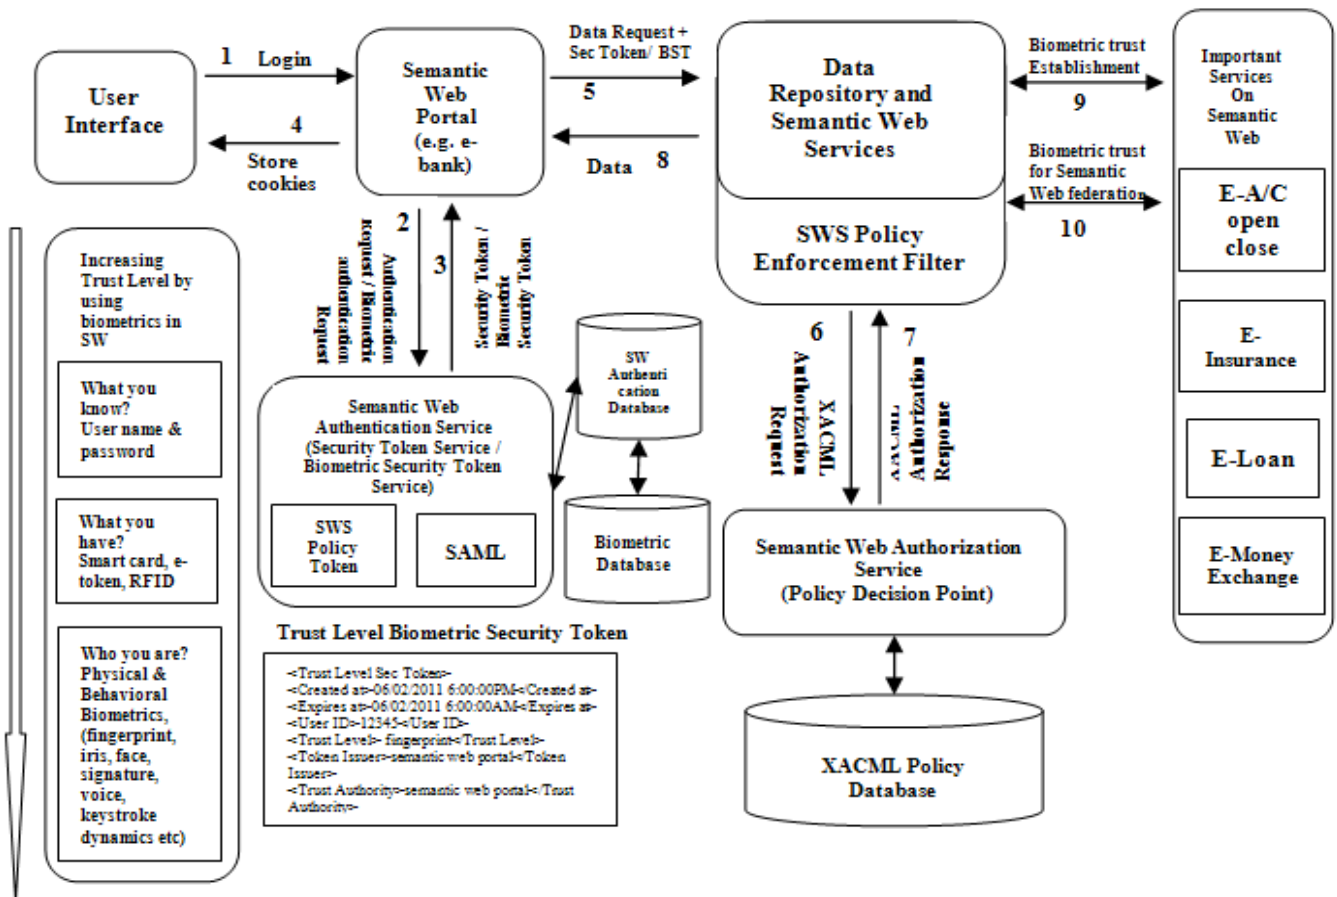 User
Interface
1
Login
4
Store
cookies
Semantic
Web
Portal
(e.g. e-
bank)
Data Request +
Sec Token/ BST
5
8
Data
Data
Repository and
Semantic Web
Services
SWS Policy
Enforcement Filter
Biometric trust
Establishment
9
Biometric trust
for Semantic
Web federation
10
Important
Services
On
Semantic
Web
E-A/C
open
close
E-
Insurance
E-Loan
E-Money
Exchange
2
Authentication
Request / Biometric
authentication
Request
3
Security Token /
Biometric
Security Token
6
XACML
Authorization
Request
7
XACML
Authorization
Response
Increasing
Trust Level by
using
biometrics in
SW
What you
know?
User name &
password
What you
have?
Smart card, e-
token, RFID
Who you are?
Physical &
Behavioral
Biometrics,
(fingerprint,
iris, face,
signature,
voice,
keystroke
dynamics etc)
Semantic Web
Authentication Service
(Security Token Service /
Biometric Security Token
Service)
SWS
Policy
Token
SAML
SW
Authenti
cation
Database
Biometric
Database
Semantic Web Authorization
Service
(Policy Decision Point)
XACML Policy
Database
Trust Level Biometric Security Token
-<Trust Level Sec Token>-
-<Created at>-06/02/2011 6:00:00PM-</Created at>-
-<Expires at>-06/02/2011 6:00:00AM-</Expires at>-
-<User ID>-12345-</User ID>-
-<Trust Level>- fingerprint-</Trust Level>-
-<Token Issuer>-semantic web portal-</Token
Issuer>-
-<Trust Authority>-semantic web portal-</Trust
Authority>-